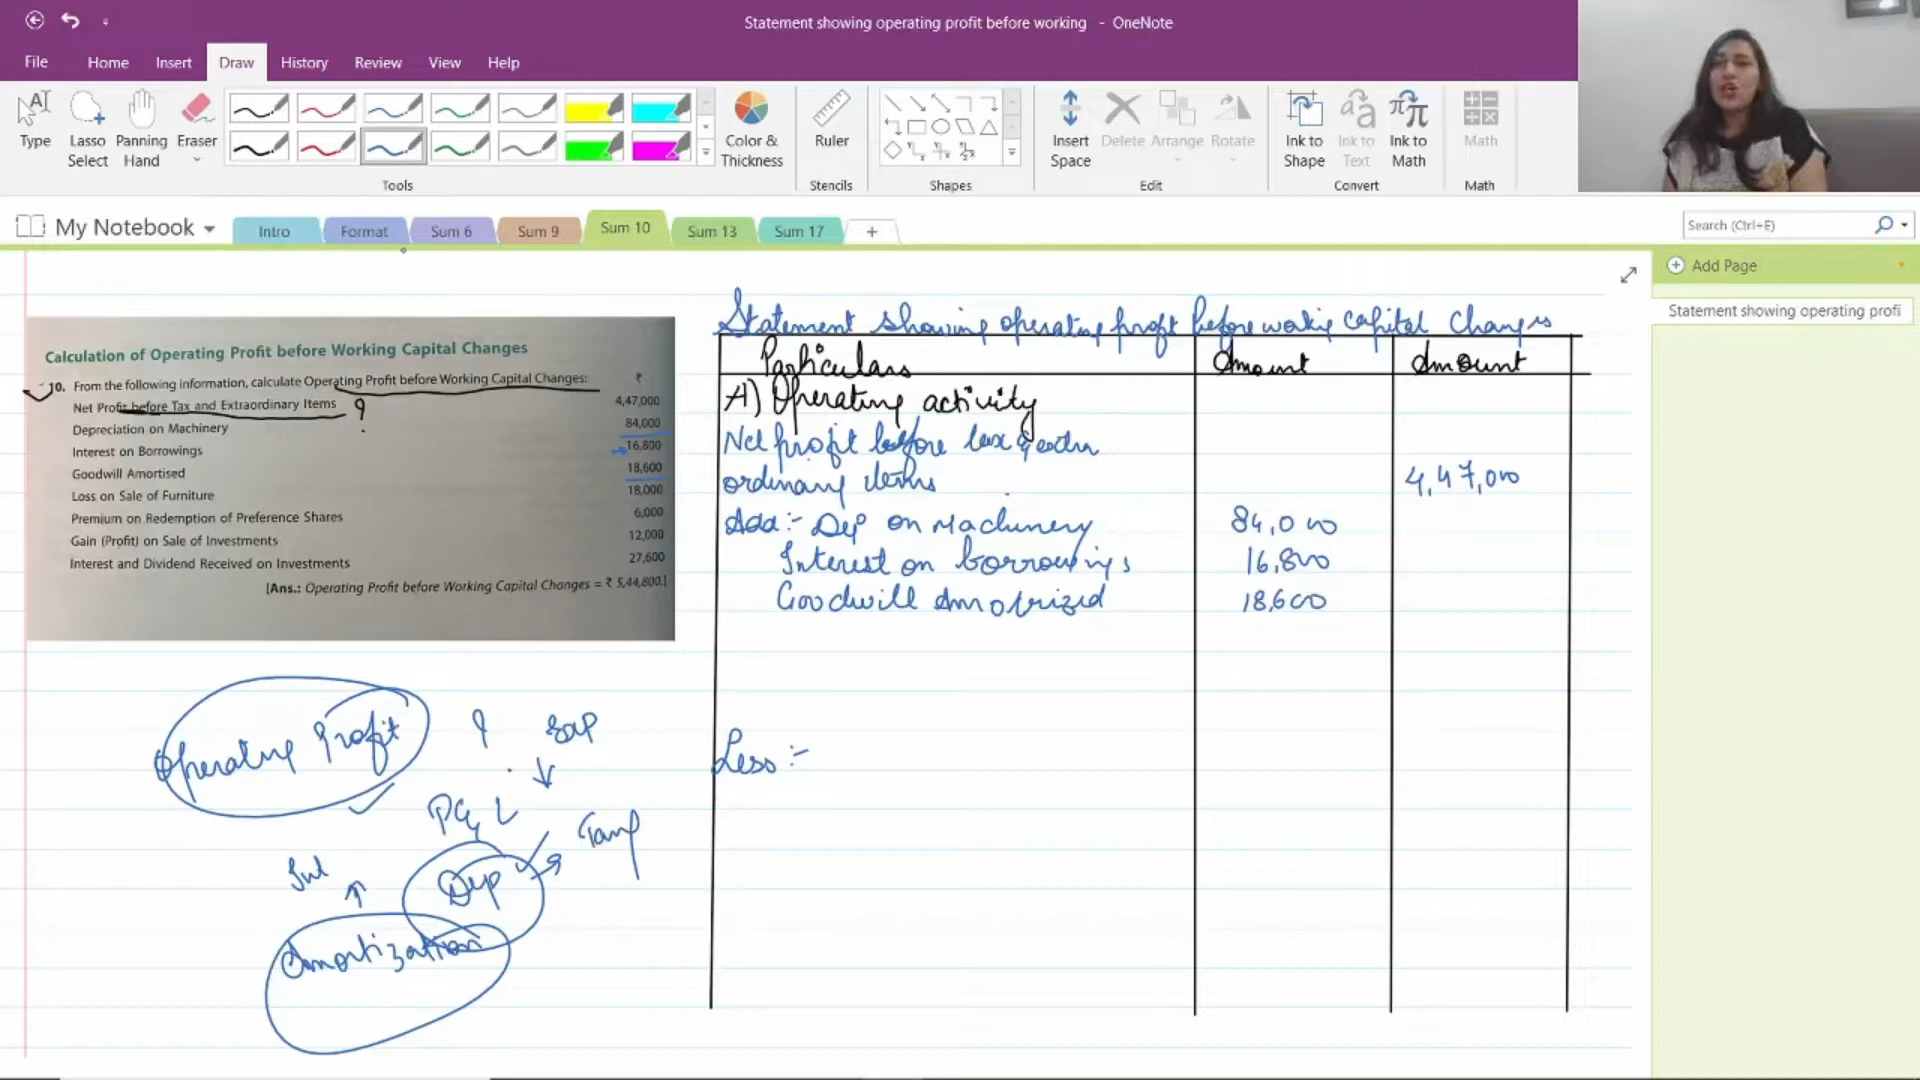 Statement showing operating profit before working - OneNote
File Home Insert Draw History Review View Help
Type
Lasso Select
Panning Hand
Eraser
Color & Thickness
Ruler
Insert Space
Delete
Arrange
Rotate
Ink to Shape
Ink to Text
Ink to Math
Math
Tools
Stencils
Shapes
Edit
Convert
Math
My Notebook
Intro
Format
Sum 6
Sum 9
Sum 10
Sum 13
Sum 17
+
Search (Ctrl+E)
Add Page
Statement showing operating profi
Calculation of Operating Profit before Working Capital Changes
10. From the following information, calculate Operating Profit before Working Capital Changes: ₹
Net Profit before Tax and Extraordinary Items 4,47,000
?
Depreciation on Machinery 84,000
Interest on Borrowings 16,800
Goodwill Amortised 18,600
Loss on Sale of Furniture 18,000
Premium on Redemption of Preference Shares 6,000
Gain (Profit) on Sale of Investments 12,000
Interest and Dividend Received on Investments 27,600
[Ans.: Operating Profit before Working Capital Changes = ₹ 5,44,800.]
Statement showing operating profit before working capital changes
Particulars Amount Amount
A) Operating activity
Net profit before tax & extra
ordinary items 4,47,000
Add:- Dep on Machinery 84,000
Interest on borrowings 16,800
Goodwill Amotrized 18,600
Less :-
Operating Profit
?
Exp
P & L
Tang
Dep
Int
Amortization